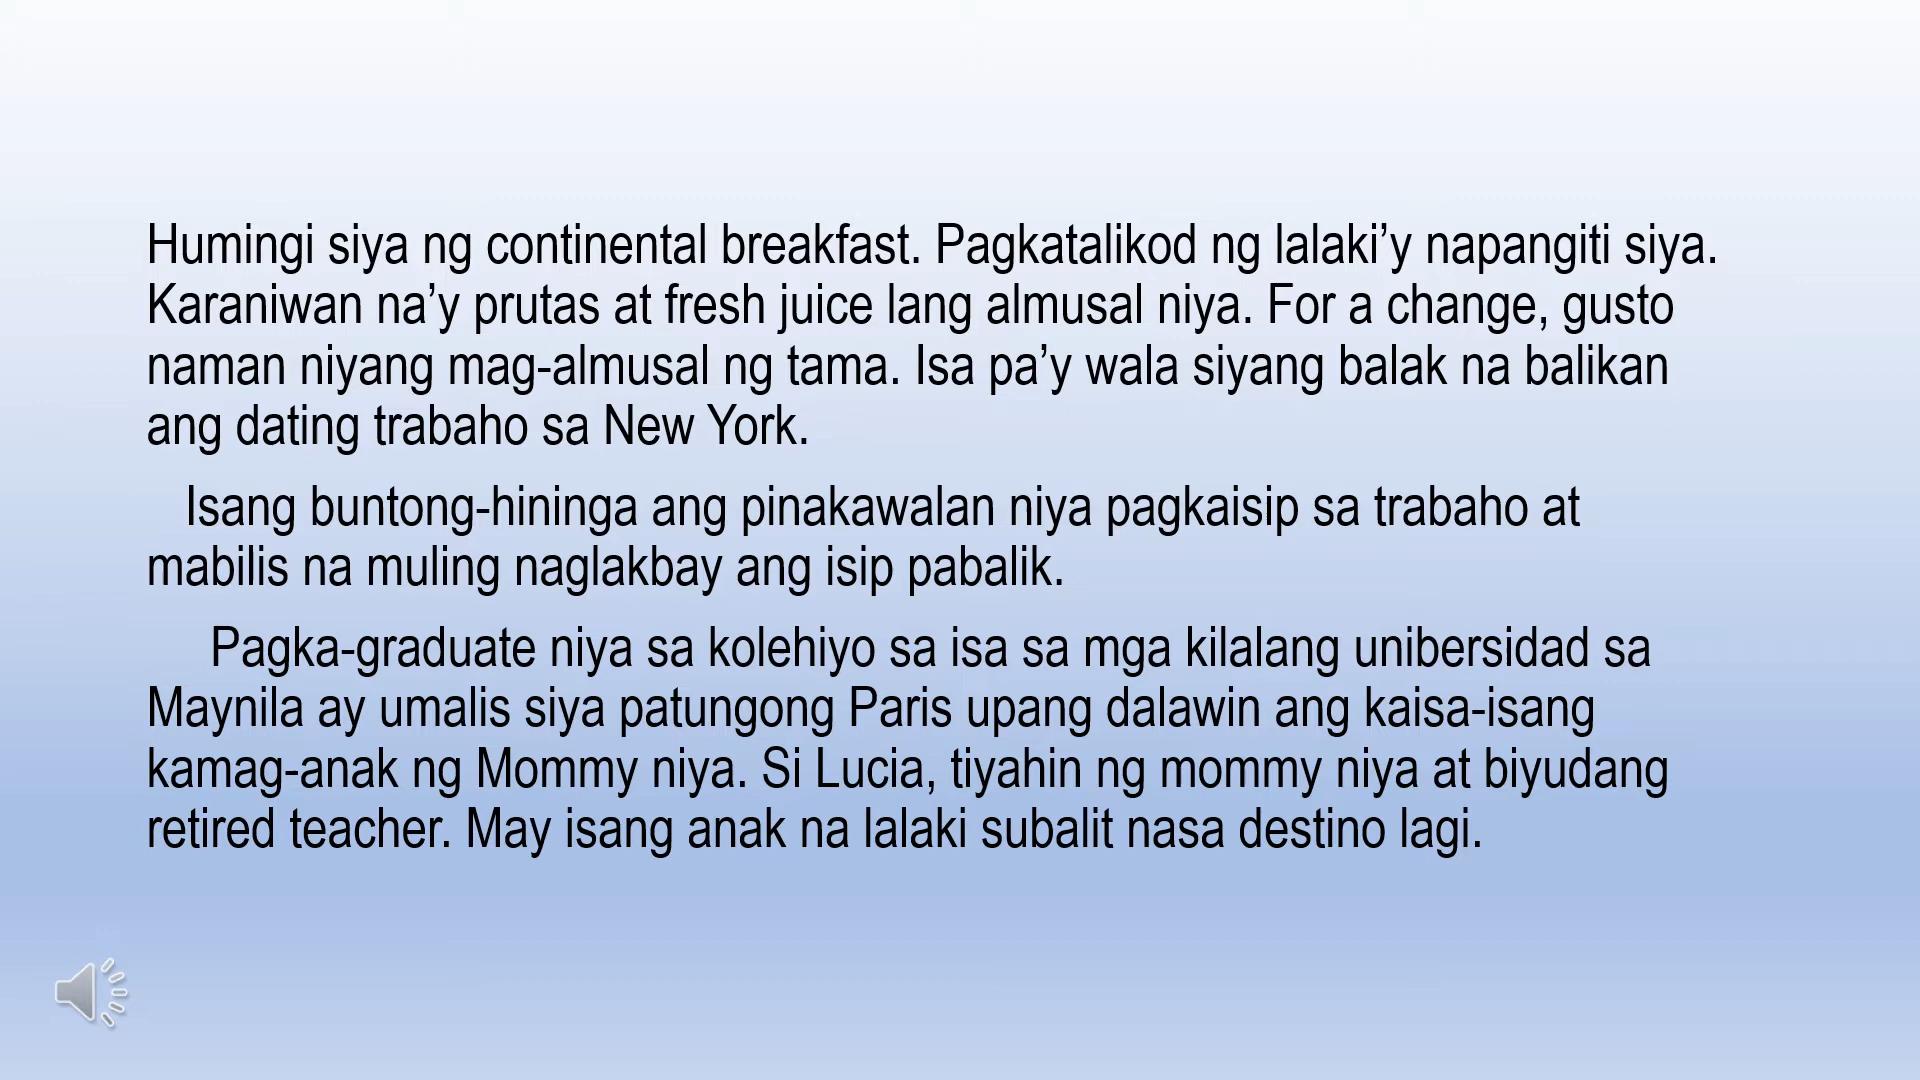 Humingi siya ng continental breakfast. Pagkatalikod ng lalaki’y napangiti siya.
Karaniwan na’y prutas at fresh juice lang almusal niya. For a change, gusto
naman niyang mag-almusal ng tama. Isa pa’y wala siyang balak na balikan
ang dating trabaho sa New York.
Isang buntong-hininga ang pinakawalan niya pagkaisip sa trabaho at
mabilis na muling naglakbay ang isip pabalik.
Pagka-graduate niya sa kolehiyo sa isa sa mga kilalang unibersidad sa
Maynila ay umalis siya patungong Paris upang dalawin ang kaisa-isang
kamag-anak ng Mommy niya. Si Lucia, tiyahin ng mommy niya at biyudang
retired teacher. May isang anak na lalaki subalit nasa destino lagi.